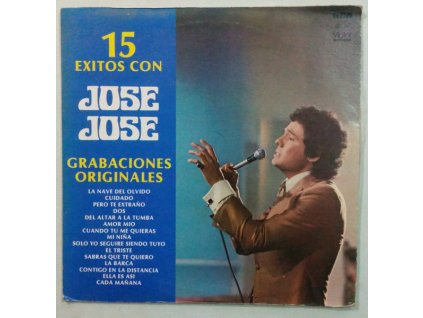 15
EXITOS CON
JOSE
JOSE
GRABACIONES
ORIGINALES
LA NAVE DEL OLVIDO
CUIDADO
PERO TE EXTRAÑO
DOS
DEL ALTAR A LA TUMBA
AMOR MIO
CUANDO TU ME QUIERAS
MI NIÑA
SOLO YO SEGUIRE SIENDO TUYO
EL TRISTE
SABRAS QUE TE QUIERO
LA BARCA
CONTIGO EN LA DISTANCIA
ELLA ES ASI
CADA MAÑANA
Victor